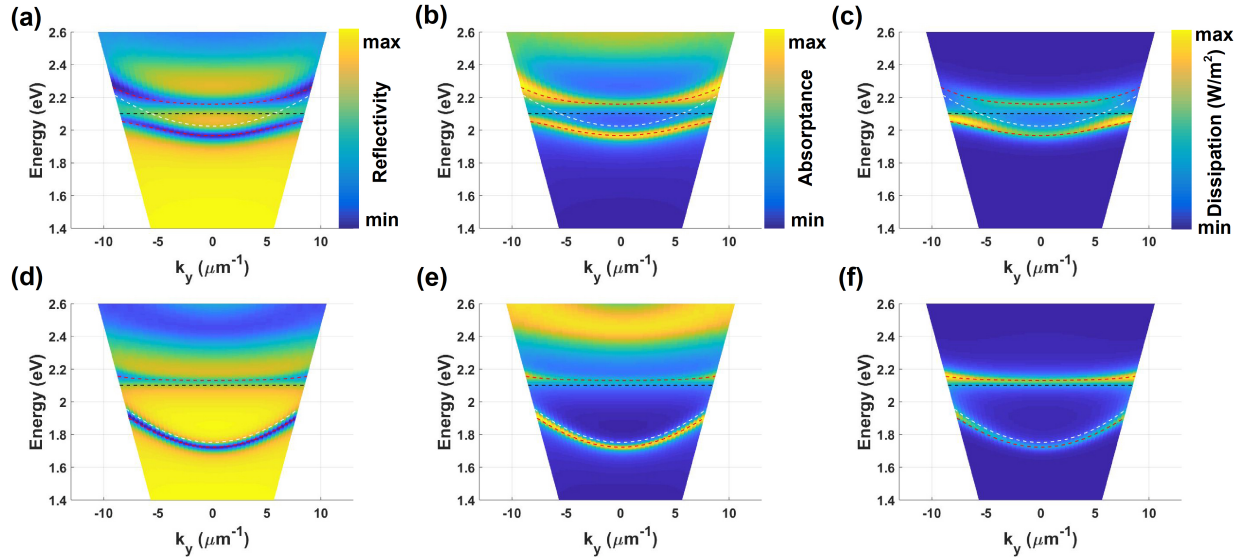 (a)
(b)
(c)
2.6
2.4
2.2
2
1.8
1.6
1.4
Energy (eV)
-10 -5 0 5 10
k_y (μm⁻¹)
max
Reflectivity
min
2.6
2.4
2.2
2
1.8
1.6
1.4
Energy (eV)
-10 -5 0 5 10
k_y (μm⁻¹)
max
Absorptance
min
2.6
2.4
2.2
2
1.8
1.6
1.4
Energy (eV)
-10 -5 0 5 10
k_y (μm⁻¹)
max
Dissipation (W/m²)
min
(d)
(e)
(f)
2.6
2.4
2.2
2
1.8
1.6
1.4
Energy (eV)
-10 -5 0 5 10
k_y (μm⁻¹)
2.6
2.4
2.2
2
1.8
1.6
1.4
Energy (eV)
-10 -5 0 5 10
k_y (μm⁻¹)
2.6
2.4
2.2
2
1.8
1.6
1.4
Energy (eV)
-10 -5 0 5 10
k_y (μm⁻¹)